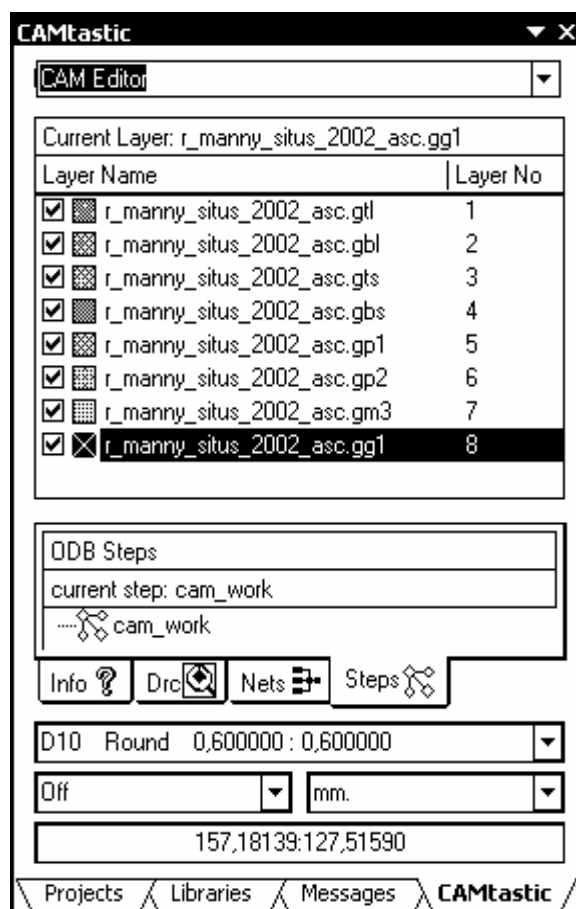 CAMtastic
CAM Editor
Current Layer: r_manny_situs_2002_asc.gg1
Layer Name Layer No
r_manny_situs_2002_asc.gtl 1
r_manny_situs_2002_asc.gbl 2
r_manny_situs_2002_asc.gts 3
r_manny_situs_2002_asc.gbs 4
r_manny_situs_2002_asc.gp1 5
r_manny_situs_2002_asc.gp2 6
r_manny_situs_2002_asc.gm3 7
r_manny_situs_2002_asc.gg1 8
ODB Steps
current step: cam_work
cam_work
Info Drc Nets Steps
D10 Round 0,600000 : 0,600000
Off mm.
157,18139:127,51590
Projects Libraries Messages CAMtastic